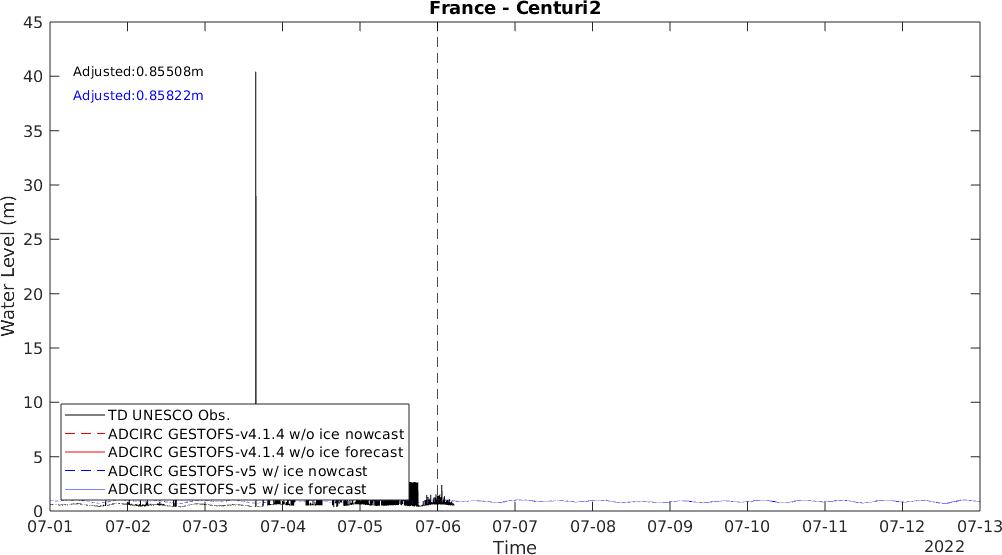 France - Centuri2
45
40
35
30
25
20
15
10
5
0
Water Level (m)
Adjusted:0.85508m
Adjusted:0.85822m
TD UNESCO Obs.
ADCIRC GESTOFS-v4.1.4 w/o ice nowcast
ADCIRC GESTOFS-v4.1.4 w/o ice forecast
ADCIRC GESTOFS-v5 w/ ice nowcast
ADCIRC GESTOFS-v5 w/ ice forecast
07-01 07-02 07-03 07-04 07-05 07-06 07-07 07-08 07-09 07-10 07-11 07-12 07-13
Time
2022